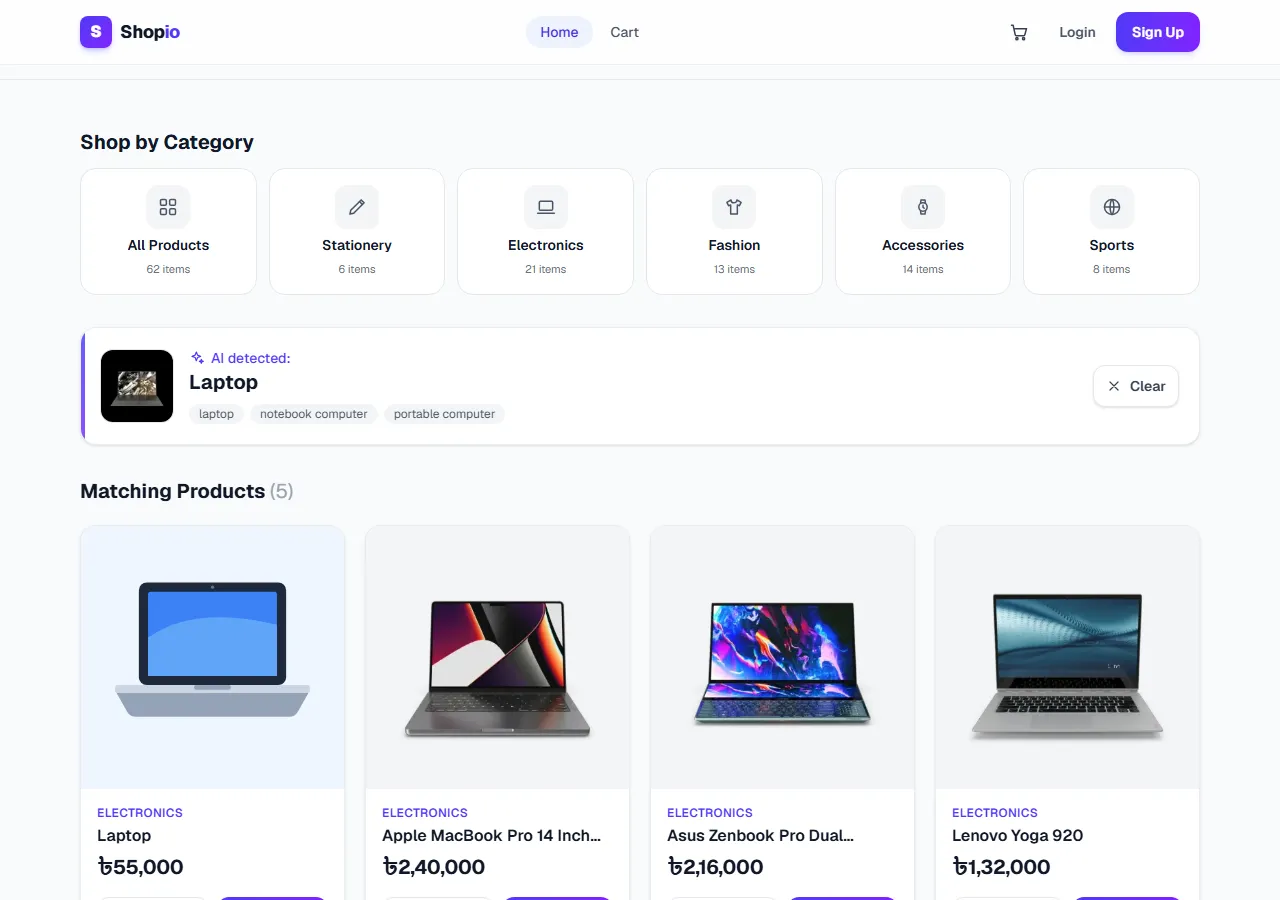 S Shopio
Home
Cart
Login
Sign Up
Shop by Category
All Products
62 items
Stationery
6 items
Electronics
21 items
Fashion
13 items
Accessories
14 items
Sports
8 items
AI detected:
Laptop
laptop
notebook computer
portable computer
Clear
Matching Products (5)
ELECTRONICS
Laptop
৳55,000
ELECTRONICS
Apple MacBook Pro 14 Inch...
৳2,40,000
ELECTRONICS
Asus Zenbook Pro Dual...
৳2,16,000
ELECTRONICS
Lenovo Yoga 920
৳1,32,000